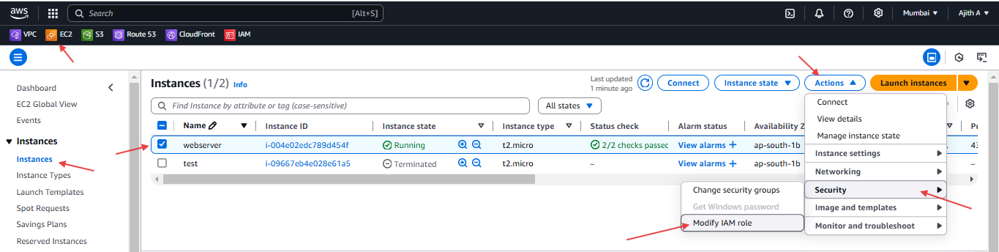 aws
Search [Alt+S]
Mumbai Ajith A
VPC EC2 S3 Route 53 CloudFront IAM
Dashboard
EC2 Global View
Events
Instances
Instances
Instance Types
Launch Templates
Spot Requests
Savings Plans
Reserved Instances
Instances (1/2) Info
Last updated
1 minute ago
Connect
Instance state
Actions
Launch instances
Find Instance by attribute or tag (case-sensitive)
All states
Name Instance ID Instance state Instance type Status check Alarm status Availability Z
webserver i-004e02edc789d454f Running t2.micro 2/2 checks passec View alarms + ap-south-1b
test i-09667eb4e028e61a5 Terminated t2.micro – View alarms + ap-south-1b –
Connect
View details
Manage instance state
Instance settings
Networking
Security
Image and templates
Monitor and troubleshoot
Change security groups
Get Windows password
Modify IAM role